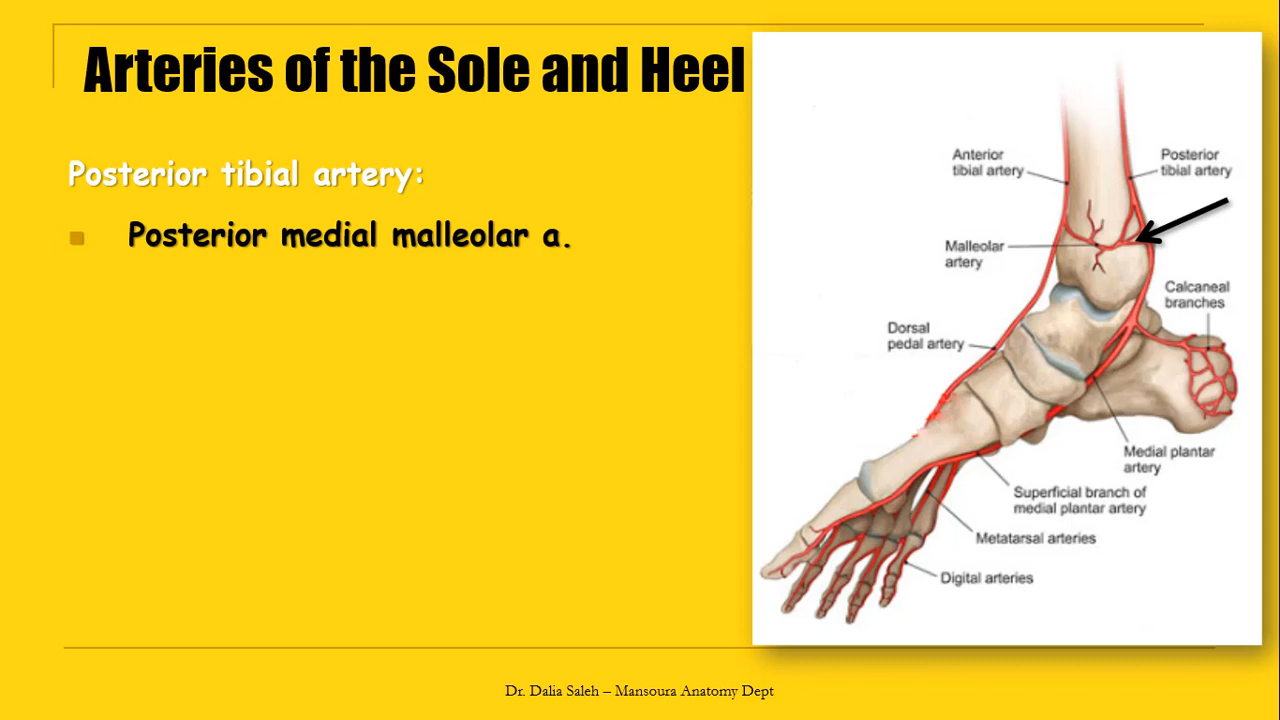 Arteries of the Sole and Heel
Posterior tibial artery:
Posterior medial malleolar a.
Anterior
tibial artery
Posterior
tibial artery
Malleolar
artery
Calcaneal
branches
Dorsal
pedal artery
Medial plantar
artery
Superficial branch of
medial plantar artery
Metatarsal arteries
Digital arteries
Dr. Dalia Saleh – Mansoura Anatomy Dept